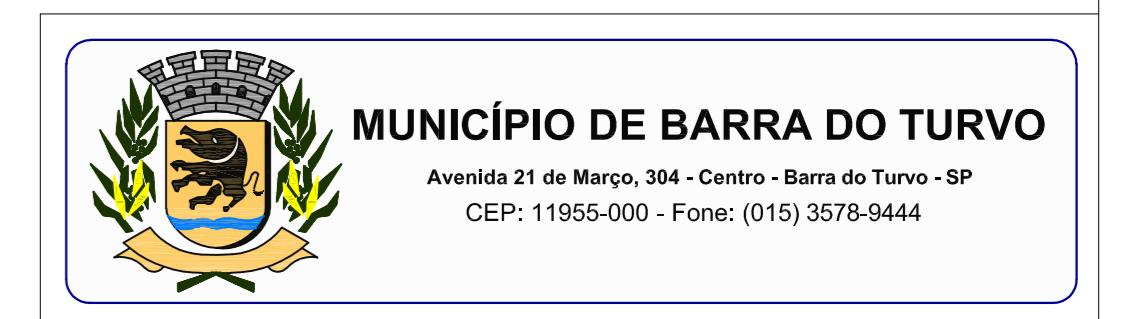 MUNICÍPIO DE BARRA DO TURVO
Avenida 21 de Março, 304 - Centro - Barra do Turvo - SP
CEP: 11955-000 - Fone: (015) 3578-9444